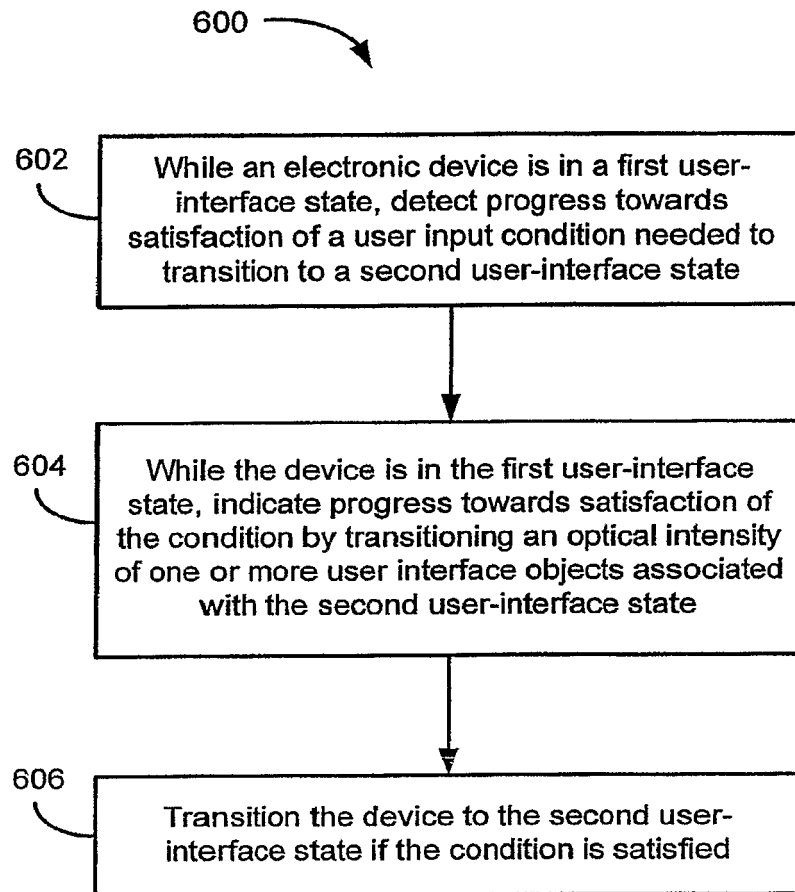 600
602
While an electronic device is in a first user-
interface state, detect progress towards
satisfaction of a user input condition needed to
transition to a second user-interface state
604
While the device is in the first user-interface
state, indicate progress towards satisfaction of
the condition by transitioning an optical intensity
of one or more user interface objects associated
with the second user-interface state
606
Transition the device to the second user-
interface state if the condition is satisfied